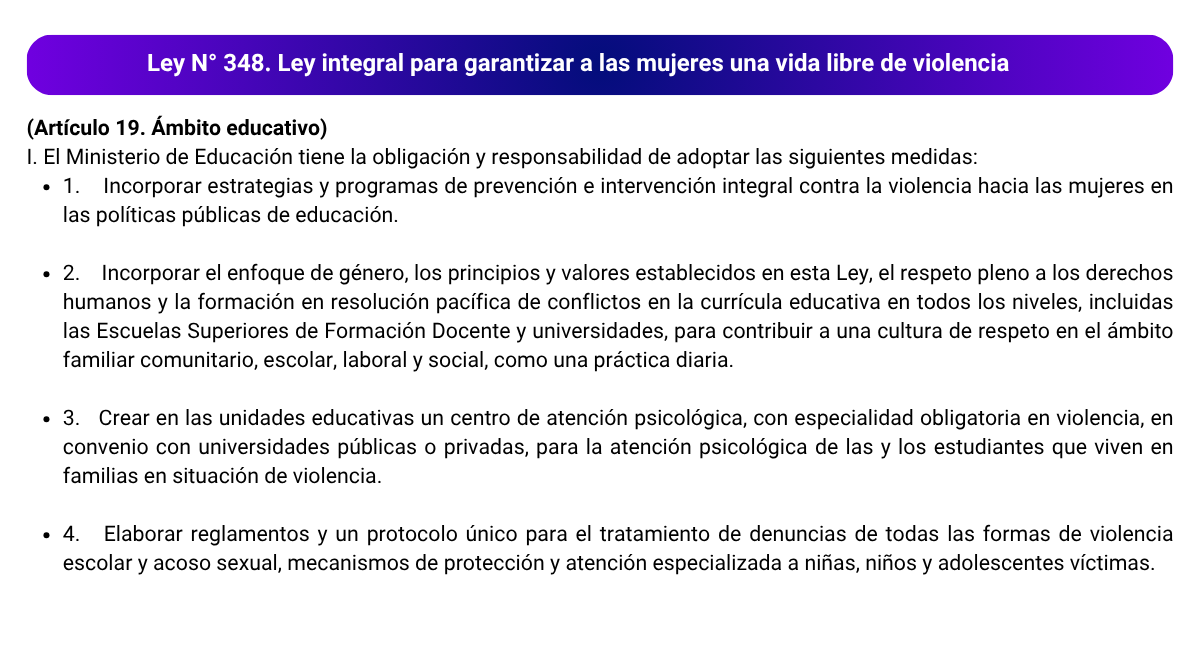 Ley N° 348. Ley integral para garantizar a las mujeres una vida libre de violencia
(Artículo 19. Ámbito educativo)
I. El Ministerio de Educación tiene la obligación y responsabilidad de adoptar las siguientes medidas:
• 1. Incorporar estrategias y programas de prevención e intervención integral contra la violencia hacia las mujeres en
las políticas públicas de educación.
• 2. Incorporar el enfoque de género, los principios y valores establecidos en esta Ley, el respeto pleno a los derechos
humanos y la formación en resolución pacífica de conflictos en la currícula educativa en todos los niveles, incluidas
las Escuelas Superiores de Formación Docente y universidades, para contribuir a una cultura de respeto en el ámbito
familiar comunitario, escolar, laboral y social, como una práctica diaria.
• 3. Crear en las unidades educativas un centro de atención psicológica, con especialidad obligatoria en violencia, en
convenio con universidades públicas o privadas, para la atención psicológica de las y los estudiantes que viven en
familias en situación de violencia.
• 4. Elaborar reglamentos y un protocolo único para el tratamiento de denuncias de todas las formas de violencia
escolar y acoso sexual, mecanismos de protección y atención especializada a niñas, niños y adolescentes víctimas.